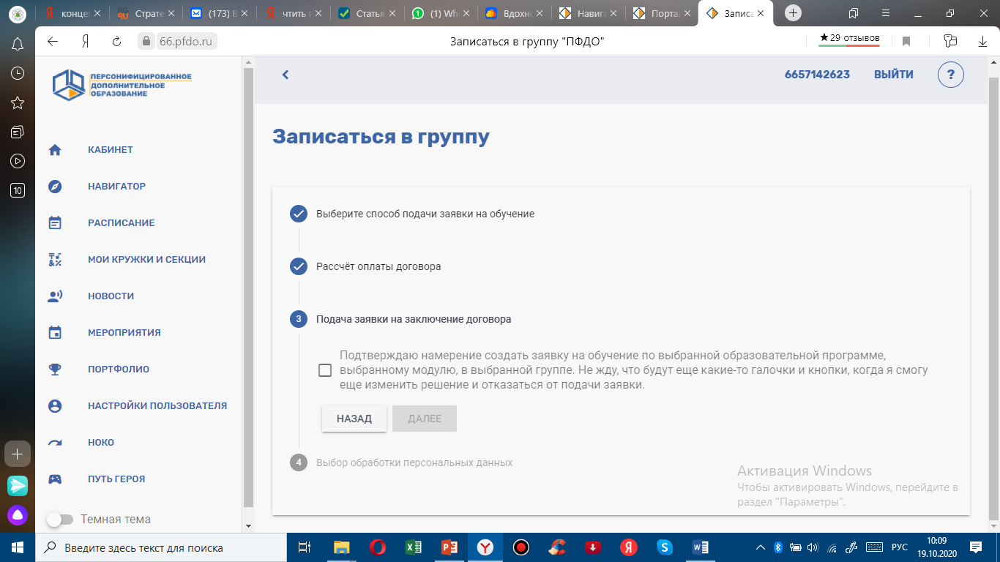 концеп
Страте
(173) В
чтить и
Статья
(1) Wh
Вдохно
Навига
Портал
Записа
66.pfdo.ru
Записаться в группу "ПФДО"
★29 отзывов
10
ПЕРСОНИФИЦИРОВАННОЕ
ДОПОЛНИТЕЛЬНОЕ
ОБРАЗОВАНИЕ
6657142623
ВЫЙТИ
?
КАБИНЕТ
НАВИГАТОР
РАСПИСАНИЕ
МОИ КРУЖКИ И СЕКЦИИ
НОВОСТИ
МЕРОПРИЯТИЯ
ПОРТФОЛИО
НАСТРОЙКИ ПОЛЬЗОВАТЕЛЯ
НОКО
ПУТЬ ГЕРОЯ
Темная тема
Записаться в группу
Выберите способ подачи заявки на обучение
Рассчёт оплаты договора
3 Подача заявки на заключение договора
Подтверждаю намерение создать заявку на обучение по выбранной образовательной программе,
выбранному модулю, в выбранной группе. Не жду, что будут еще какие-то галочки и кнопки, когда я смогу
еще изменить решение и отказаться от подачи заявки.
НАЗАД
ДАЛЕЕ
4 Выбор обработки персональных данных
Активация Windows
Чтобы активировать Windows, перейдите в
раздел "Параметры".
Введите здесь текст для поиска
РУС
10:09
19.10.2020